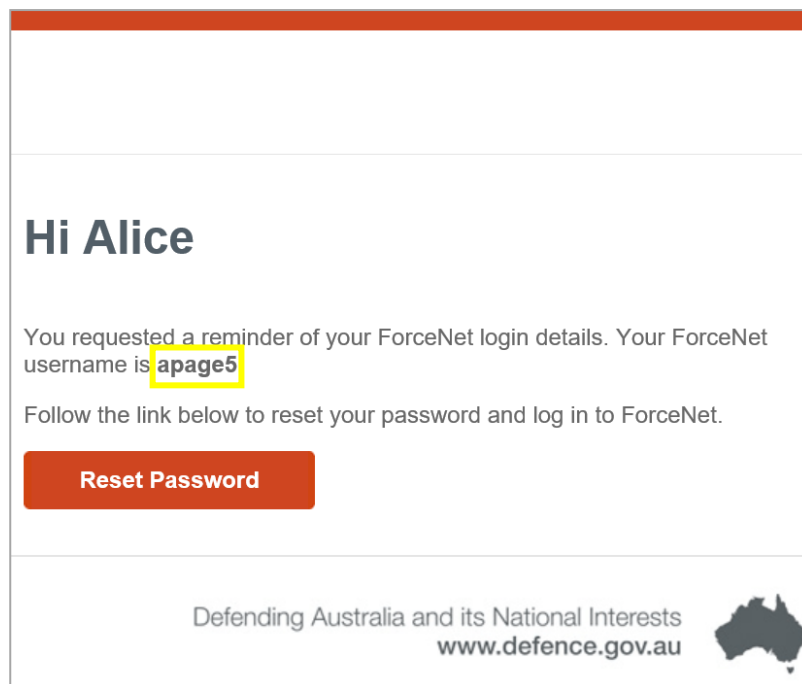 Hi Alice
You requested a reminder of your ForceNet login details. Your ForceNet
username is apage5
Follow the link below to reset your password and log in to ForceNet.
Reset Password
Defending Australia and its National Interests
www.defence.gov.au